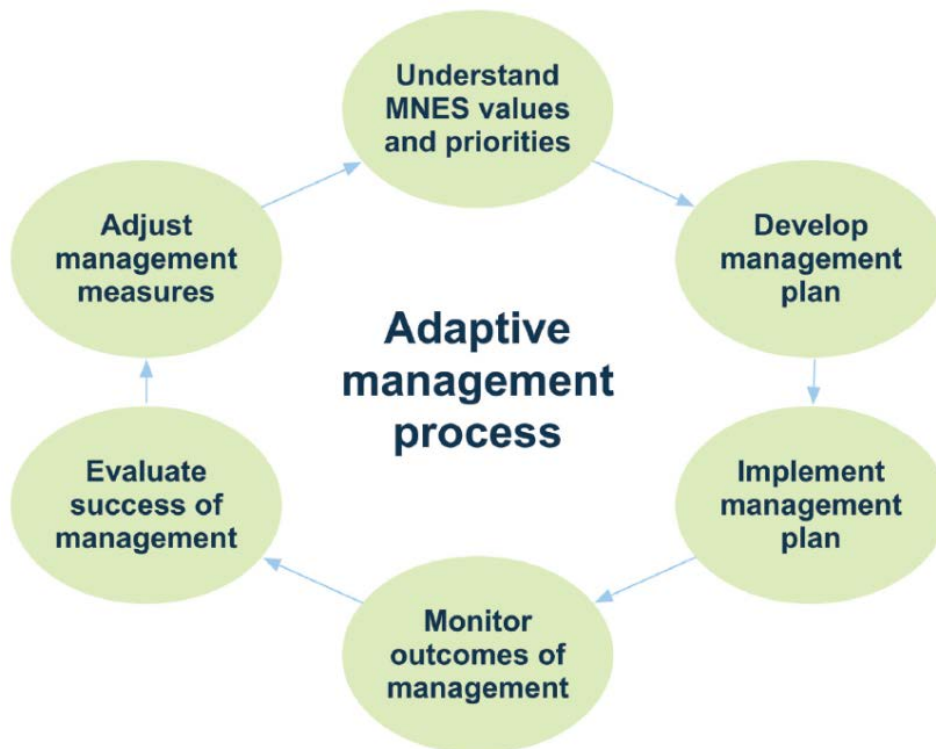 Understand
MNES values
and priorities
Develop
management
plan
Implement
management
plan
Monitor
outcomes of
management
Evaluate
success of
management
Adjust
management
measures
Adaptive
management
process